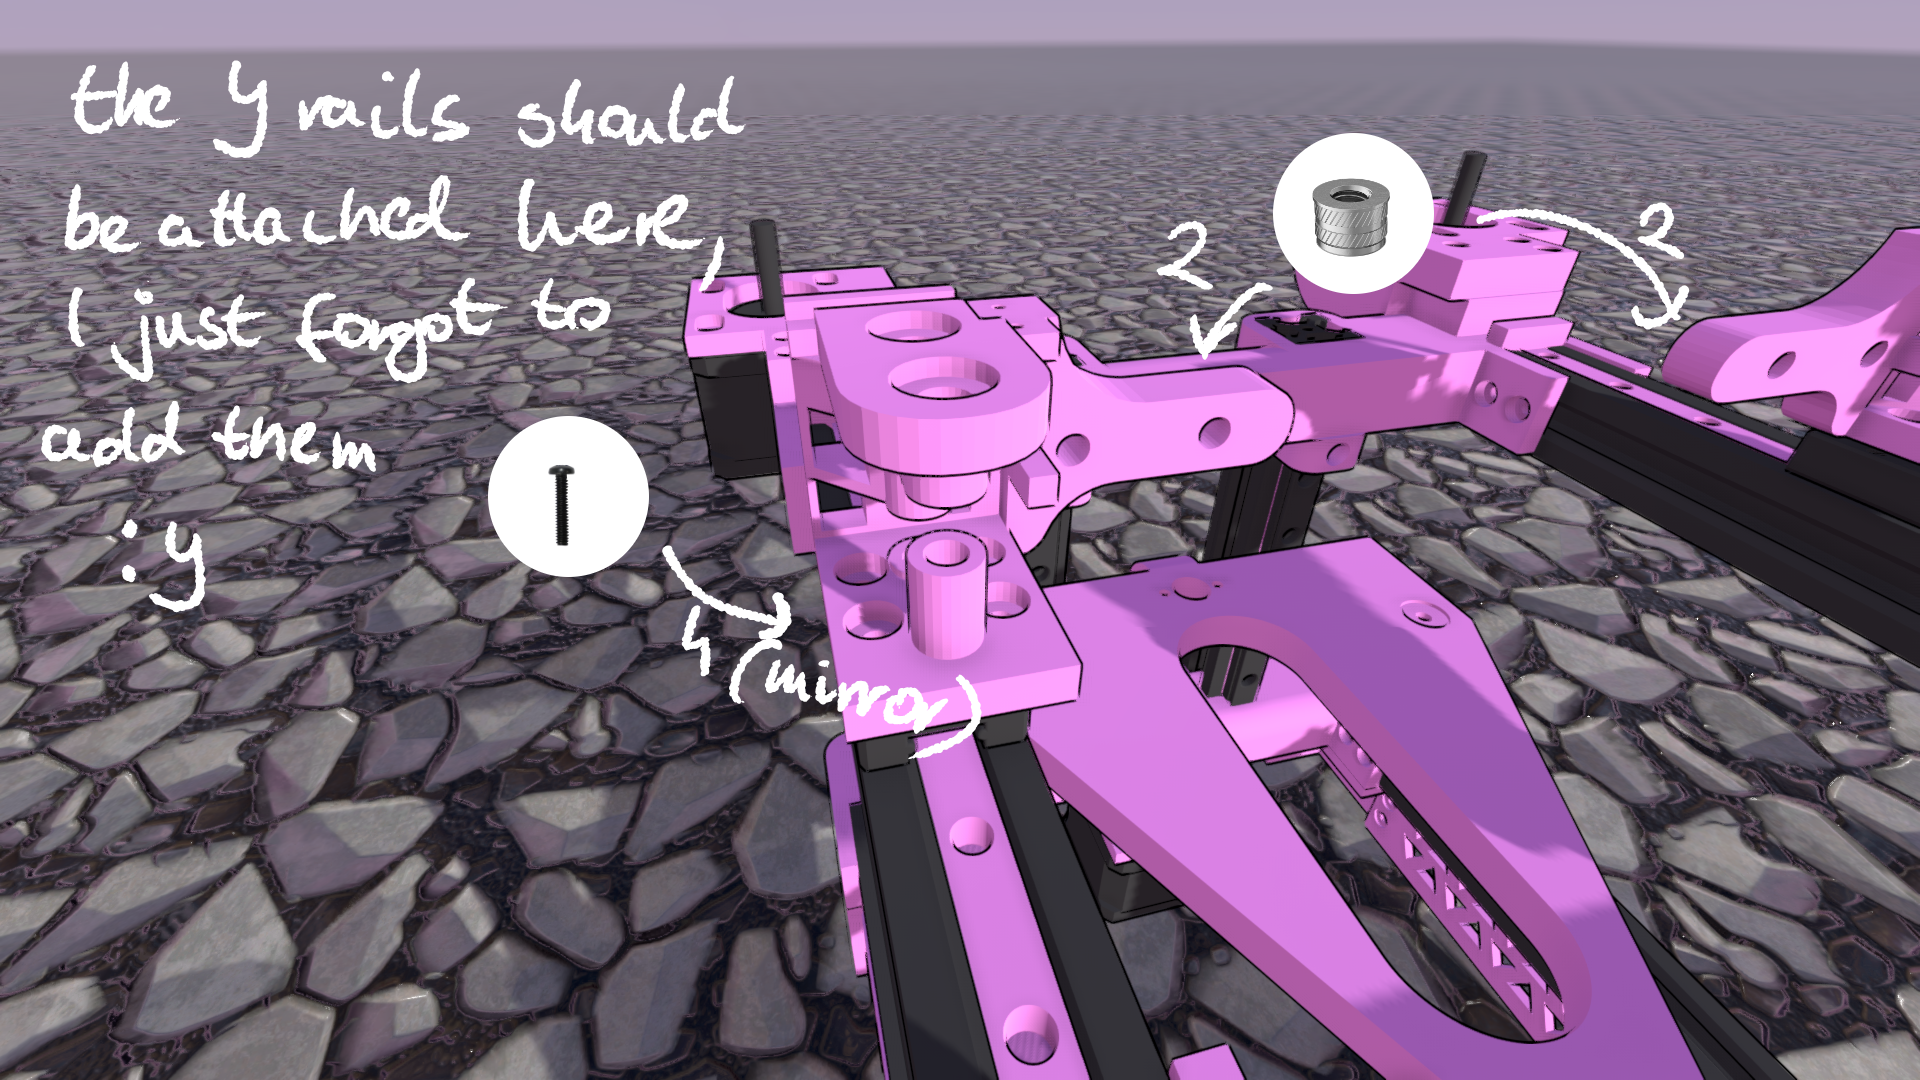 the y rails should
be attached here,
I just forgot to
add them
:y
2
2
4 (mirror)